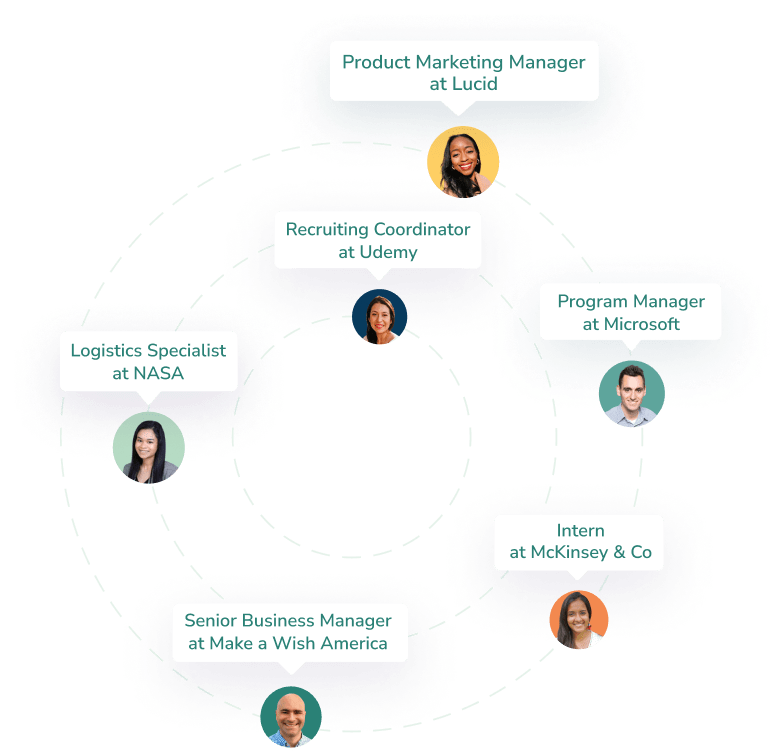 Product Marketing Manager
at Lucid
Recruiting Coordinator
at Udemy
Program Manager
at Microsoft
Logistics Specialist
at NASA
Intern
at McKinsey & Co
Senior Business Manager
at Make a Wish America